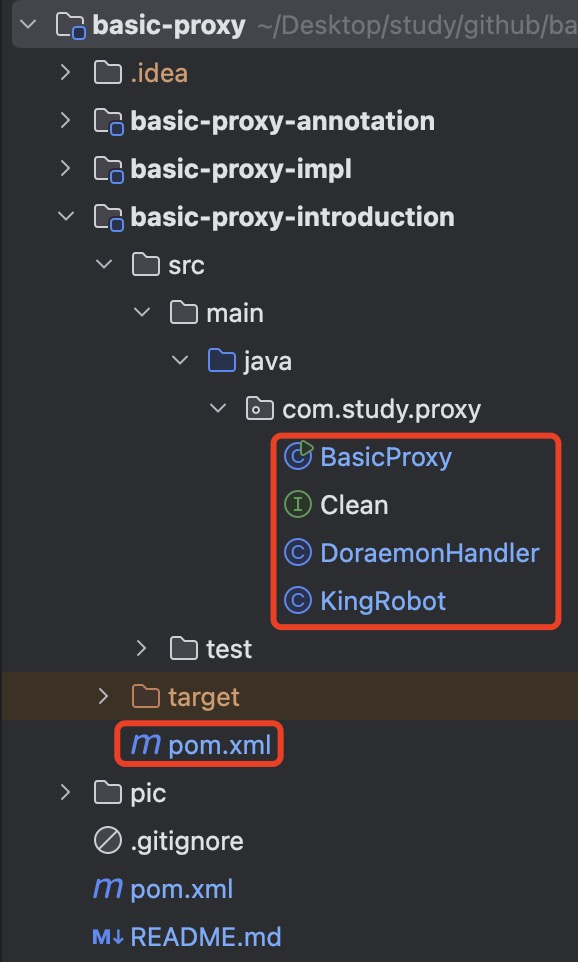 basic-proxy ~/Desktop/study/github/ba
.idea
basic-proxy-annotation
basic-proxy-impl
basic-proxy-introduction
src
main
java
com.study.proxy
C BasicProxy
I Clean
C DoraemonHandler
C KingRobot
test
target
m pom.xml
pic
.gitignore
m pom.xml
M↓ README.md